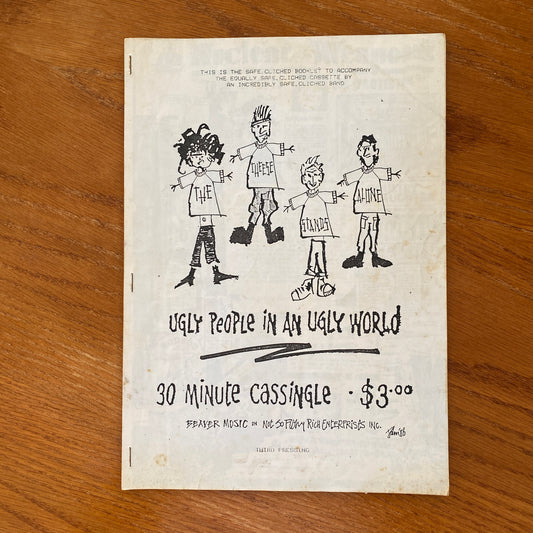 THIS IS THE SAFE,CLICHED BOOKLET TO ACCOMPANY
THE EQUALLY SAFE,CLICHED CASSETTE BY
AN INCREDIBLY SAFE,CLICHED BAND
THE
CHEESE
STANDS
ALONE
UGLY PEOPLE IN AN UGLY WORLD
30 MINUTE CASSINGLE · $3.00
BEAVER MUSIC IN NOT SO FILTHY RICH ENTERPRISES INC.
THIRD PRESSING